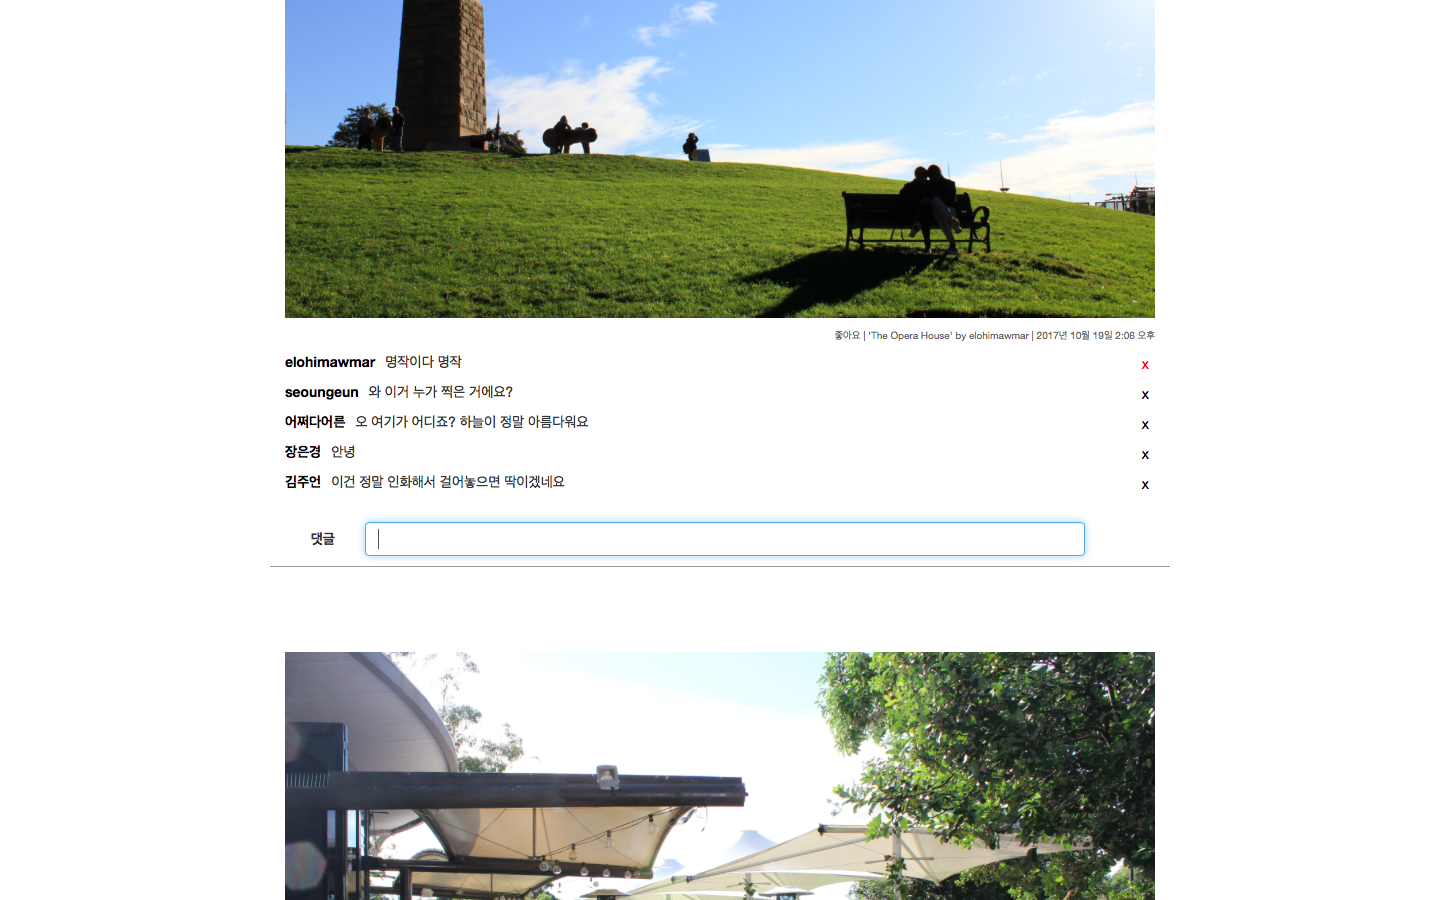 좋아요 | 'The Opera House' by elohimawmar | 2017년 10월 19일 2:06 오후
elohimawmar 명작이다 명작 x
seoungeun 와 이거 누가 찍은 거에요? x
어쩌다어른 오 여기가 어디죠? 하늘이 정말 아름다워요 x
장은경 안녕 x
김주언 이건 정말 인화해서 걸어놓으면 딱이겠네요 x
댓글